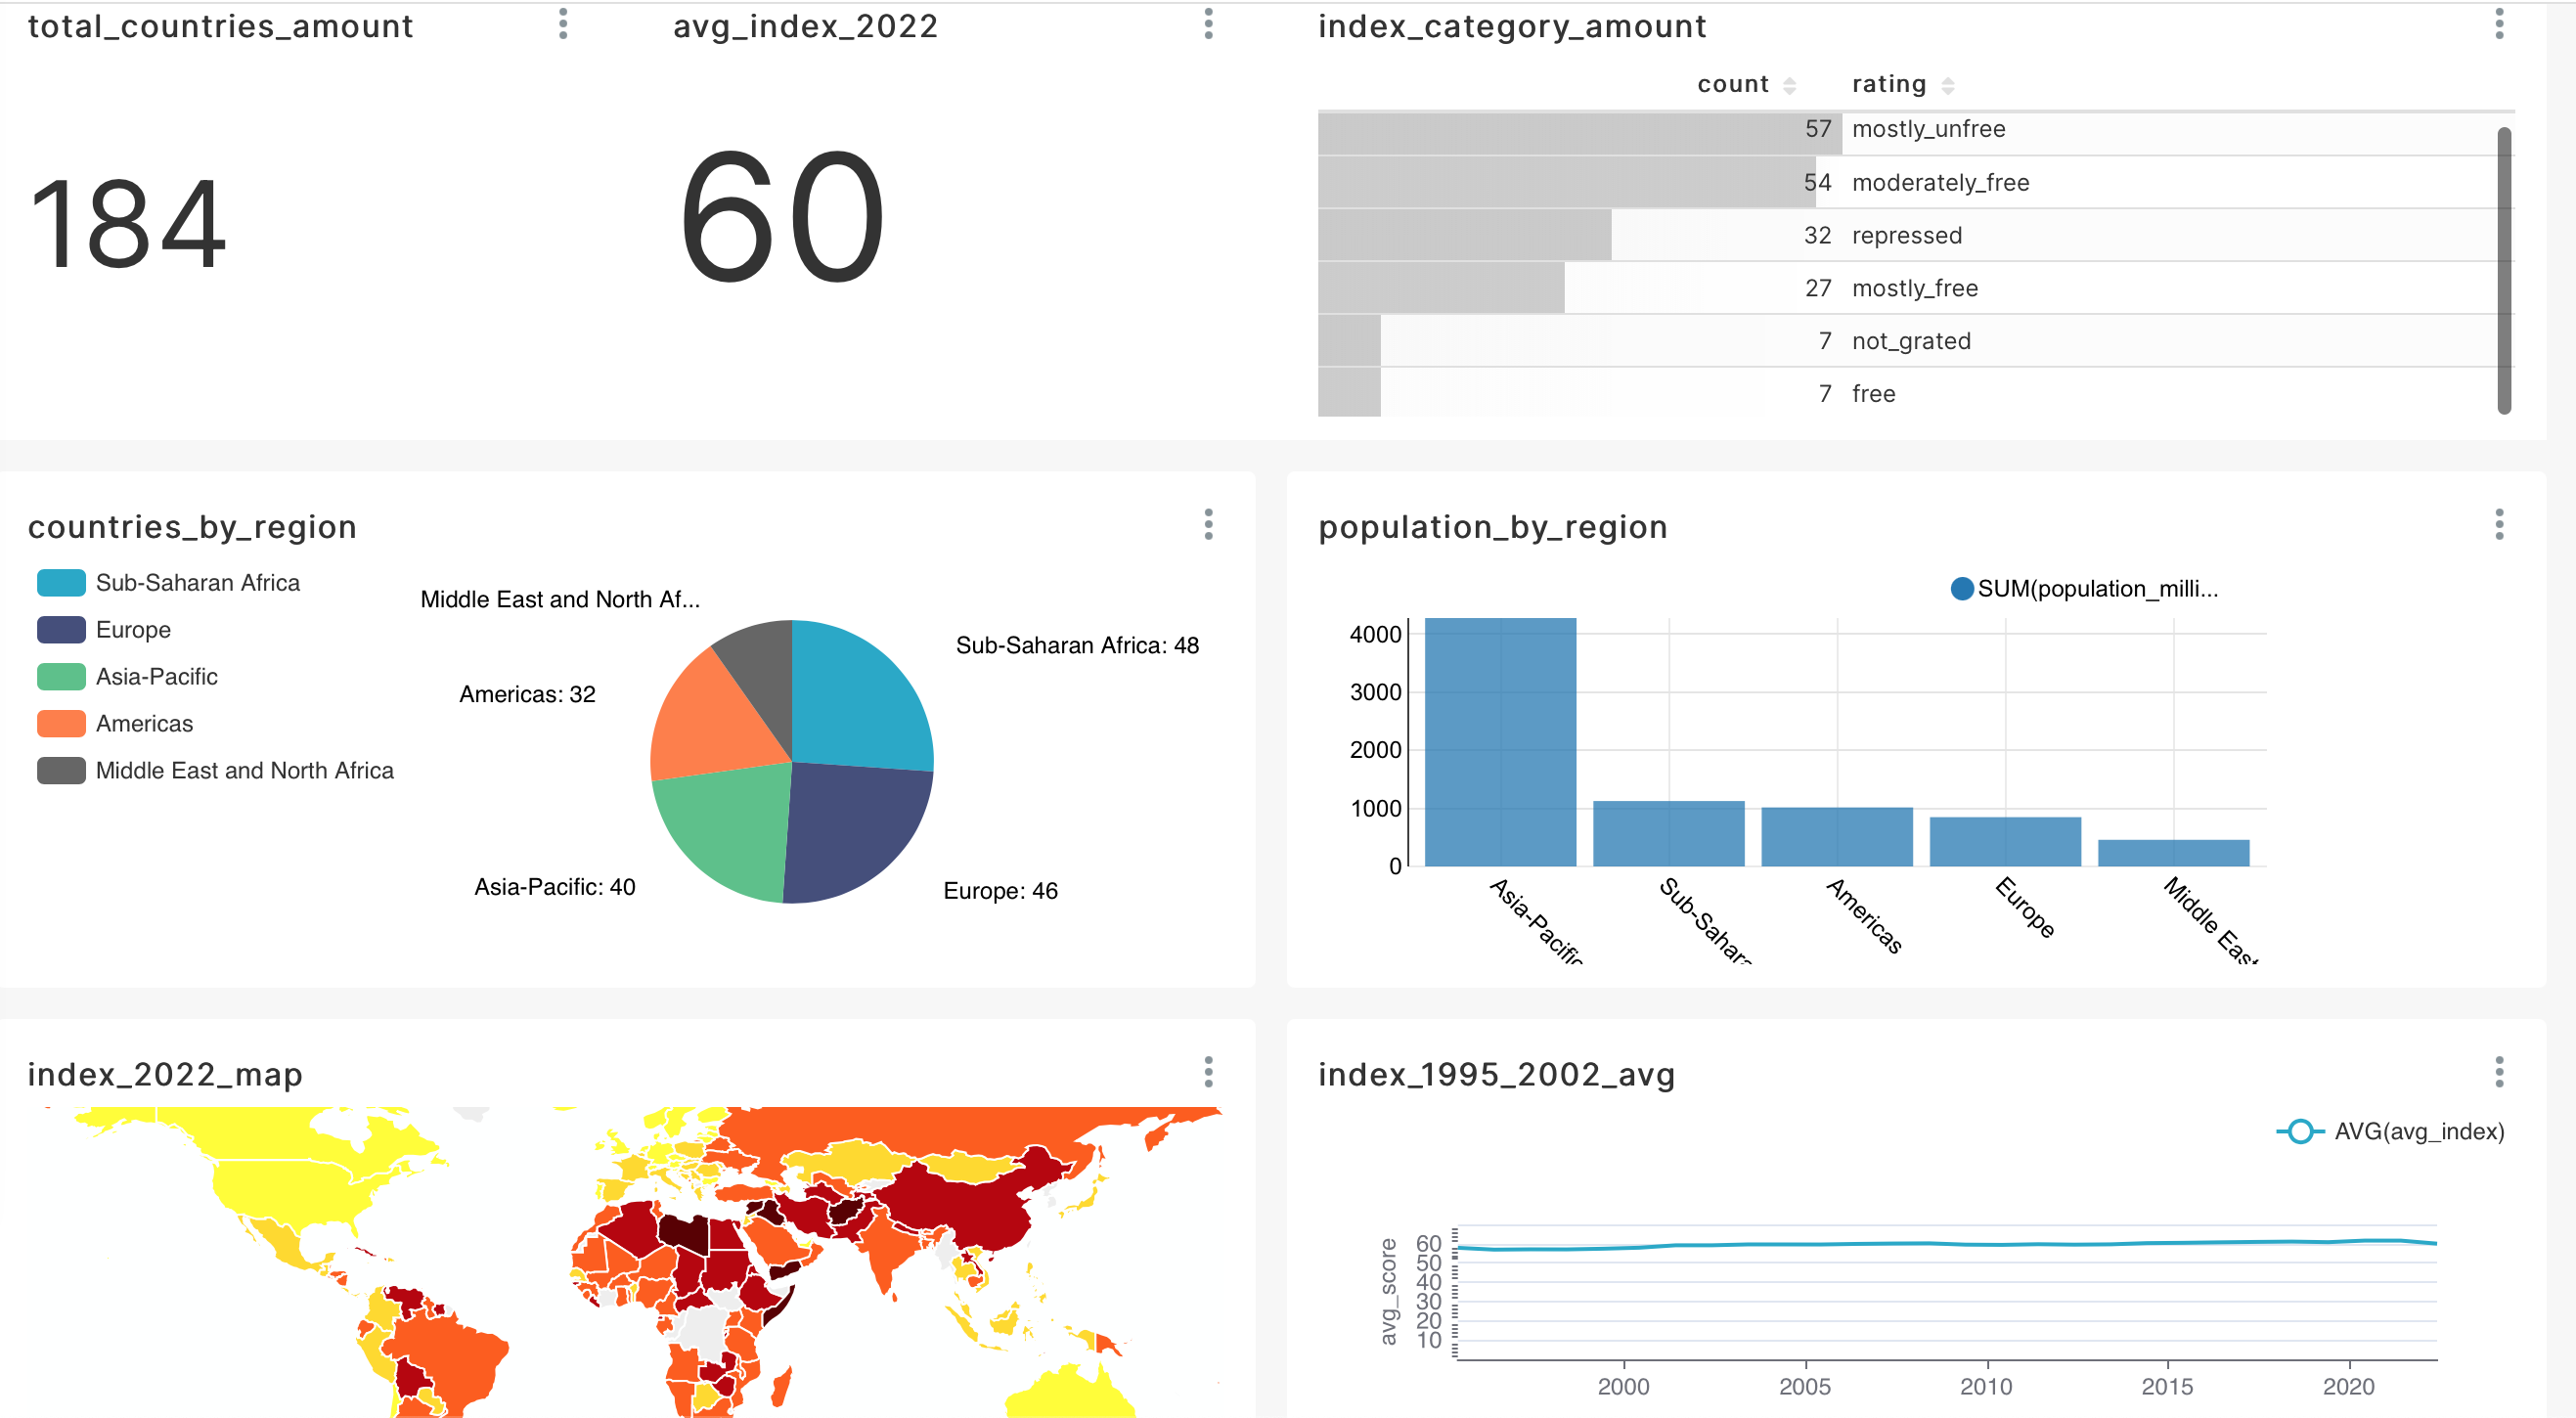 total_countries_amount
184
avg_index_2022
60
index_category_amount
count rating
57 mostly_unfree
54 moderately_free
32 repressed
27 mostly_free
7 not_grated
7 free
countries_by_region
Sub-Saharan Africa
Europe
Asia-Pacific
Americas
Middle East and North Africa
Middle East and North Af...
Sub-Saharan Africa: 48
Americas: 32
Asia-Pacific: 40
Europe: 46
population_by_region
SUM(population_milli...
4000
3000
2000
1000
0
Asia-Pacific
Sub-Sahara
Americas
Europe
Middle East
index_2022_map
index_1995_2002_avg
AVG(avg_index)
avg_score
60
50
40
30
20
10
2000 2005 2010 2015 2020